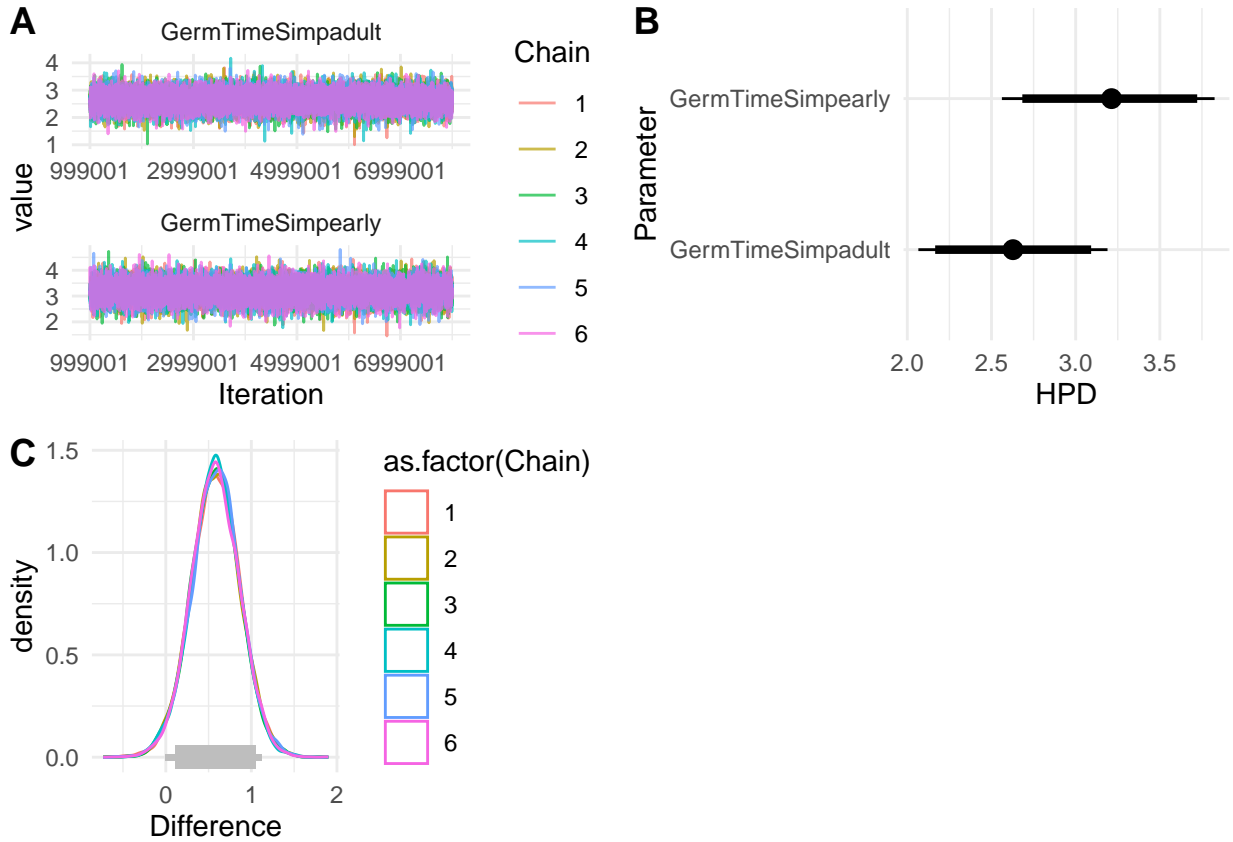 A
GermTimeSimpadult
4
3
2
1
999001 2999001 4999001 6999001
value
GermTimeSimpearly
4
3
2
999001 2999001 4999001 6999001
Iteration
Chain
1
2
3
4
5
6
B
Parameter
GermTimeSimpearly
GermTimeSimpadult
2.0 2.5 3.0 3.5
HPD
C
density
1.5
1.0
0.5
0.0
0 1 2
Difference
as.factor(Chain)
1
2
3
4
5
6